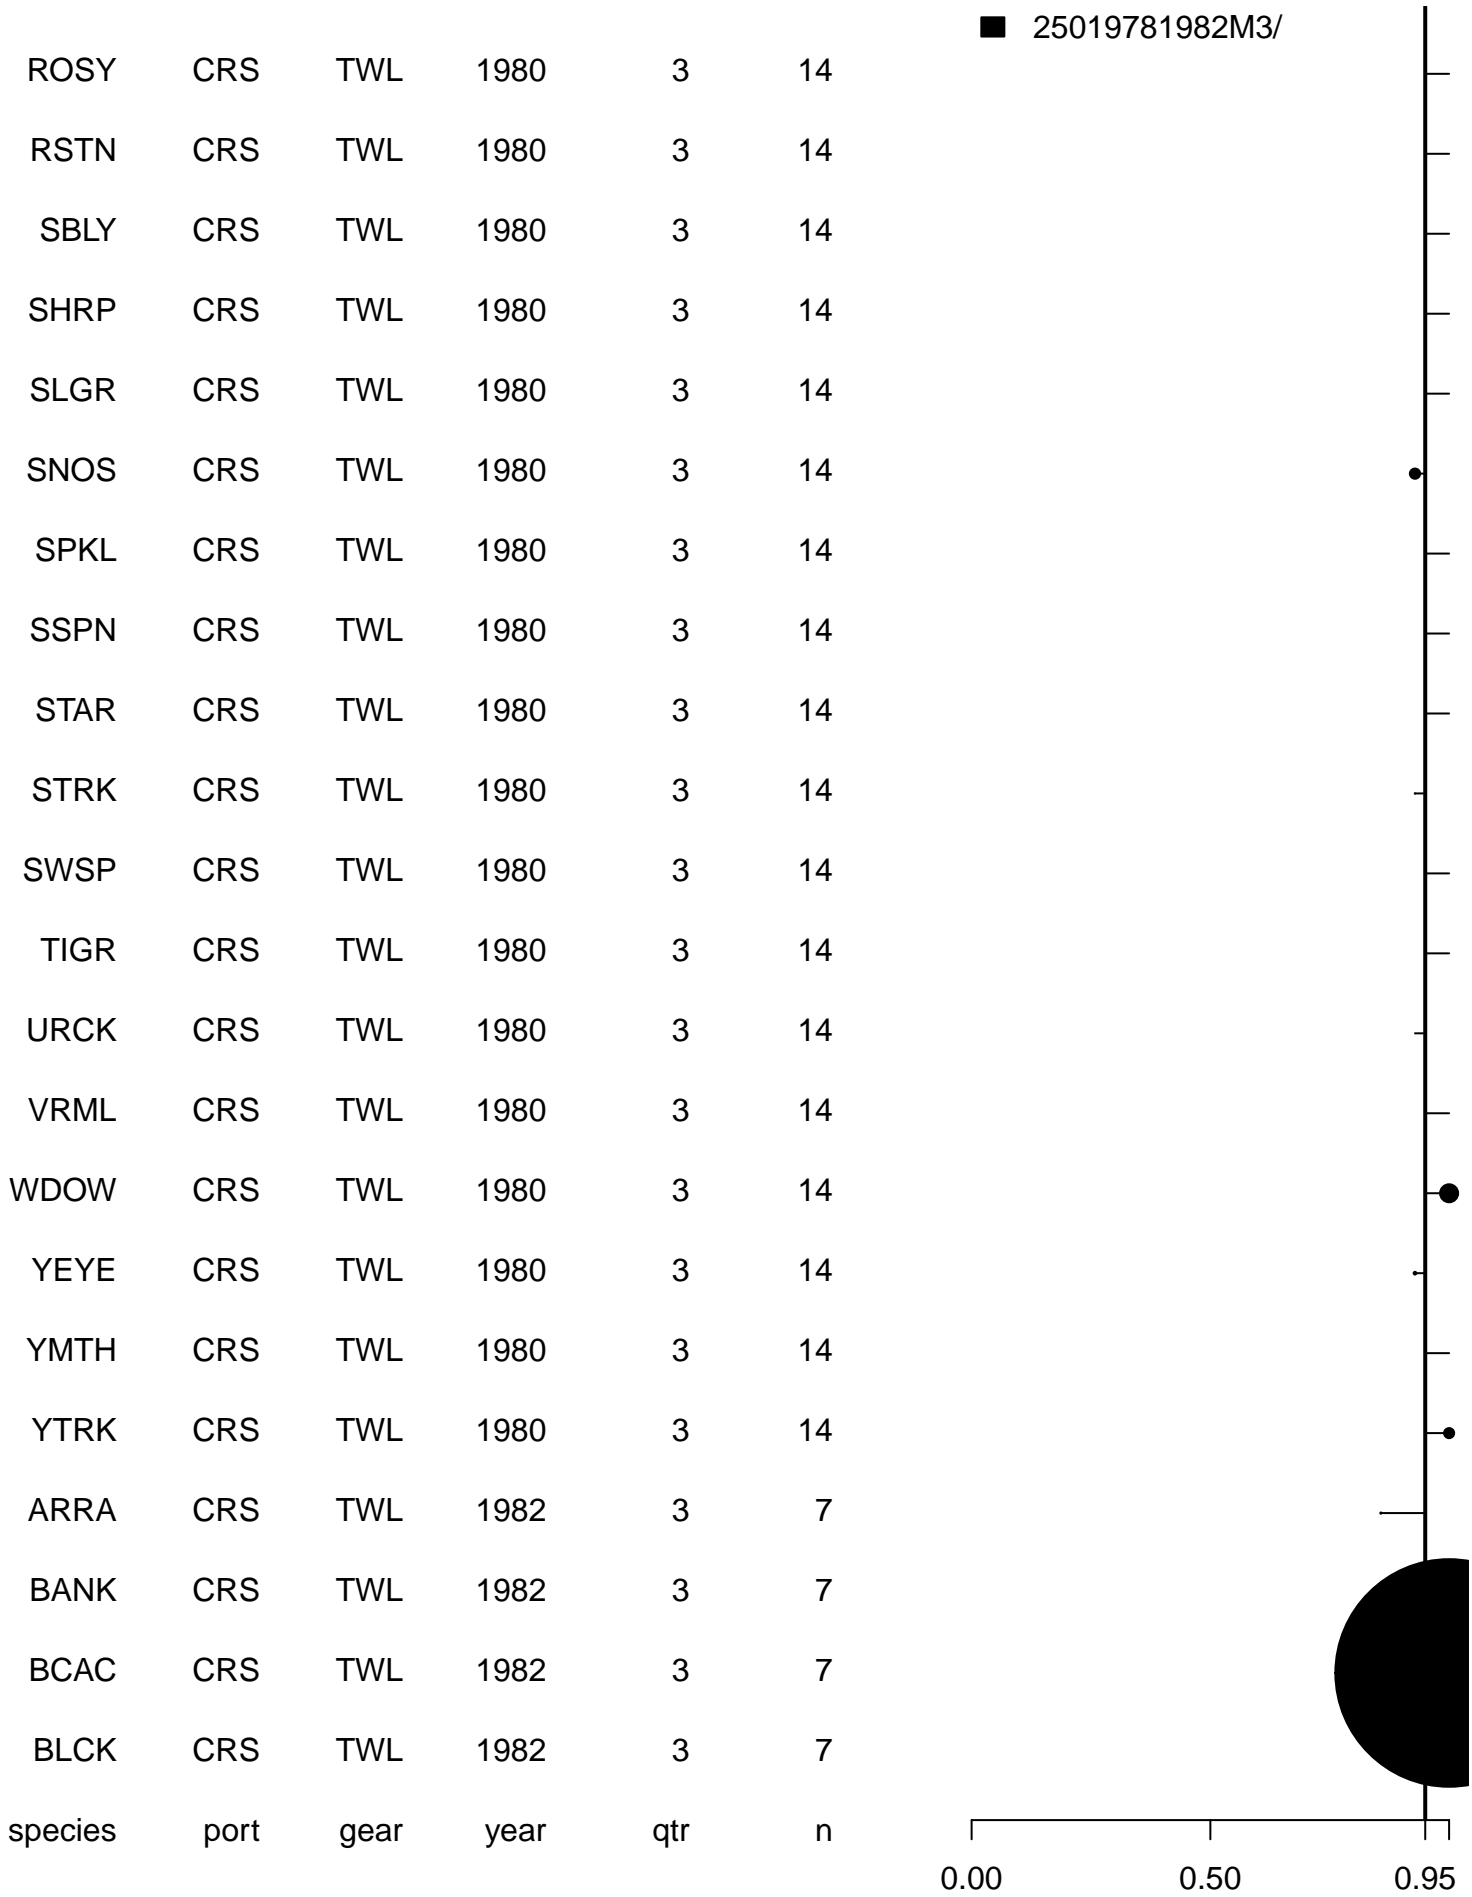 25019781982M3/
ROSY CRS TWL 1980 3 14
RSTN CRS TWL 1980 3 14
SBLY CRS TWL 1980 3 14
SHRP CRS TWL 1980 3 14
SLGR CRS TWL 1980 3 14
SNOS CRS TWL 1980 3 14
SPKL CRS TWL 1980 3 14
SSPN CRS TWL 1980 3 14
STAR CRS TWL 1980 3 14
STRK CRS TWL 1980 3 14
SWSP CRS TWL 1980 3 14
TIGR CRS TWL 1980 3 14
URCK CRS TWL 1980 3 14
VRML CRS TWL 1980 3 14
WDOW CRS TWL 1980 3 14
YEYE CRS TWL 1980 3 14
YMTH CRS TWL 1980 3 14
YTRK CRS TWL 1980 3 14
ARRA CRS TWL 1982 3 7
BANK CRS TWL 1982 3 7
BCAC CRS TWL 1982 3 7
BLCK CRS TWL 1982 3 7
species port gear year qtr n
0.00 0.50 0.95